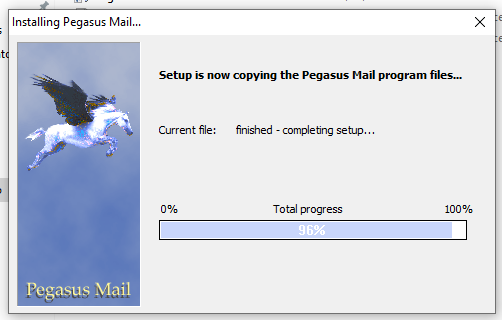 Installing Pegasus Mail...
Setup is now copying the Pegasus Mail program files...
Current file: finished - completing setup...
0% Total progress 100%
96%
Pegasus Mail